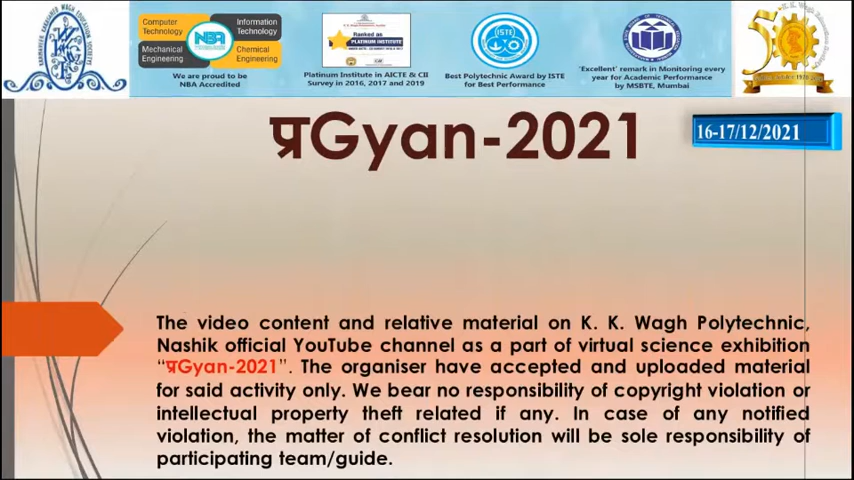 Computer Technology
Information Technology
Mechanical Engineering
Chemical Engineering
NBA
We are proud to be
NBA Accredited
Ranked as
PLATINUM INSTITUTE
Platinum Institute in AICTE & CII
Survey in 2016, 2017 and 2019
ISTE
Best Polytechnic Award by ISTE
for Best Performance
'Excellent' remark in Monitoring every
year for Academic Performance
by MSBTE, Mumbai
प्रGyan-2021
16-17/12/2021
The video content and relative material on K. K. Wagh Polytechnic,
Nashik official YouTube channel as a part of virtual science exhibition
“प्रGyan-2021”. The organiser have accepted and uploaded material
for said activity only. We bear no responsibility of copyright violation or
intellectual property theft related if any. In case of any notified
violation, the matter of conflict resolution will be sole responsibility of
participating team/guide.